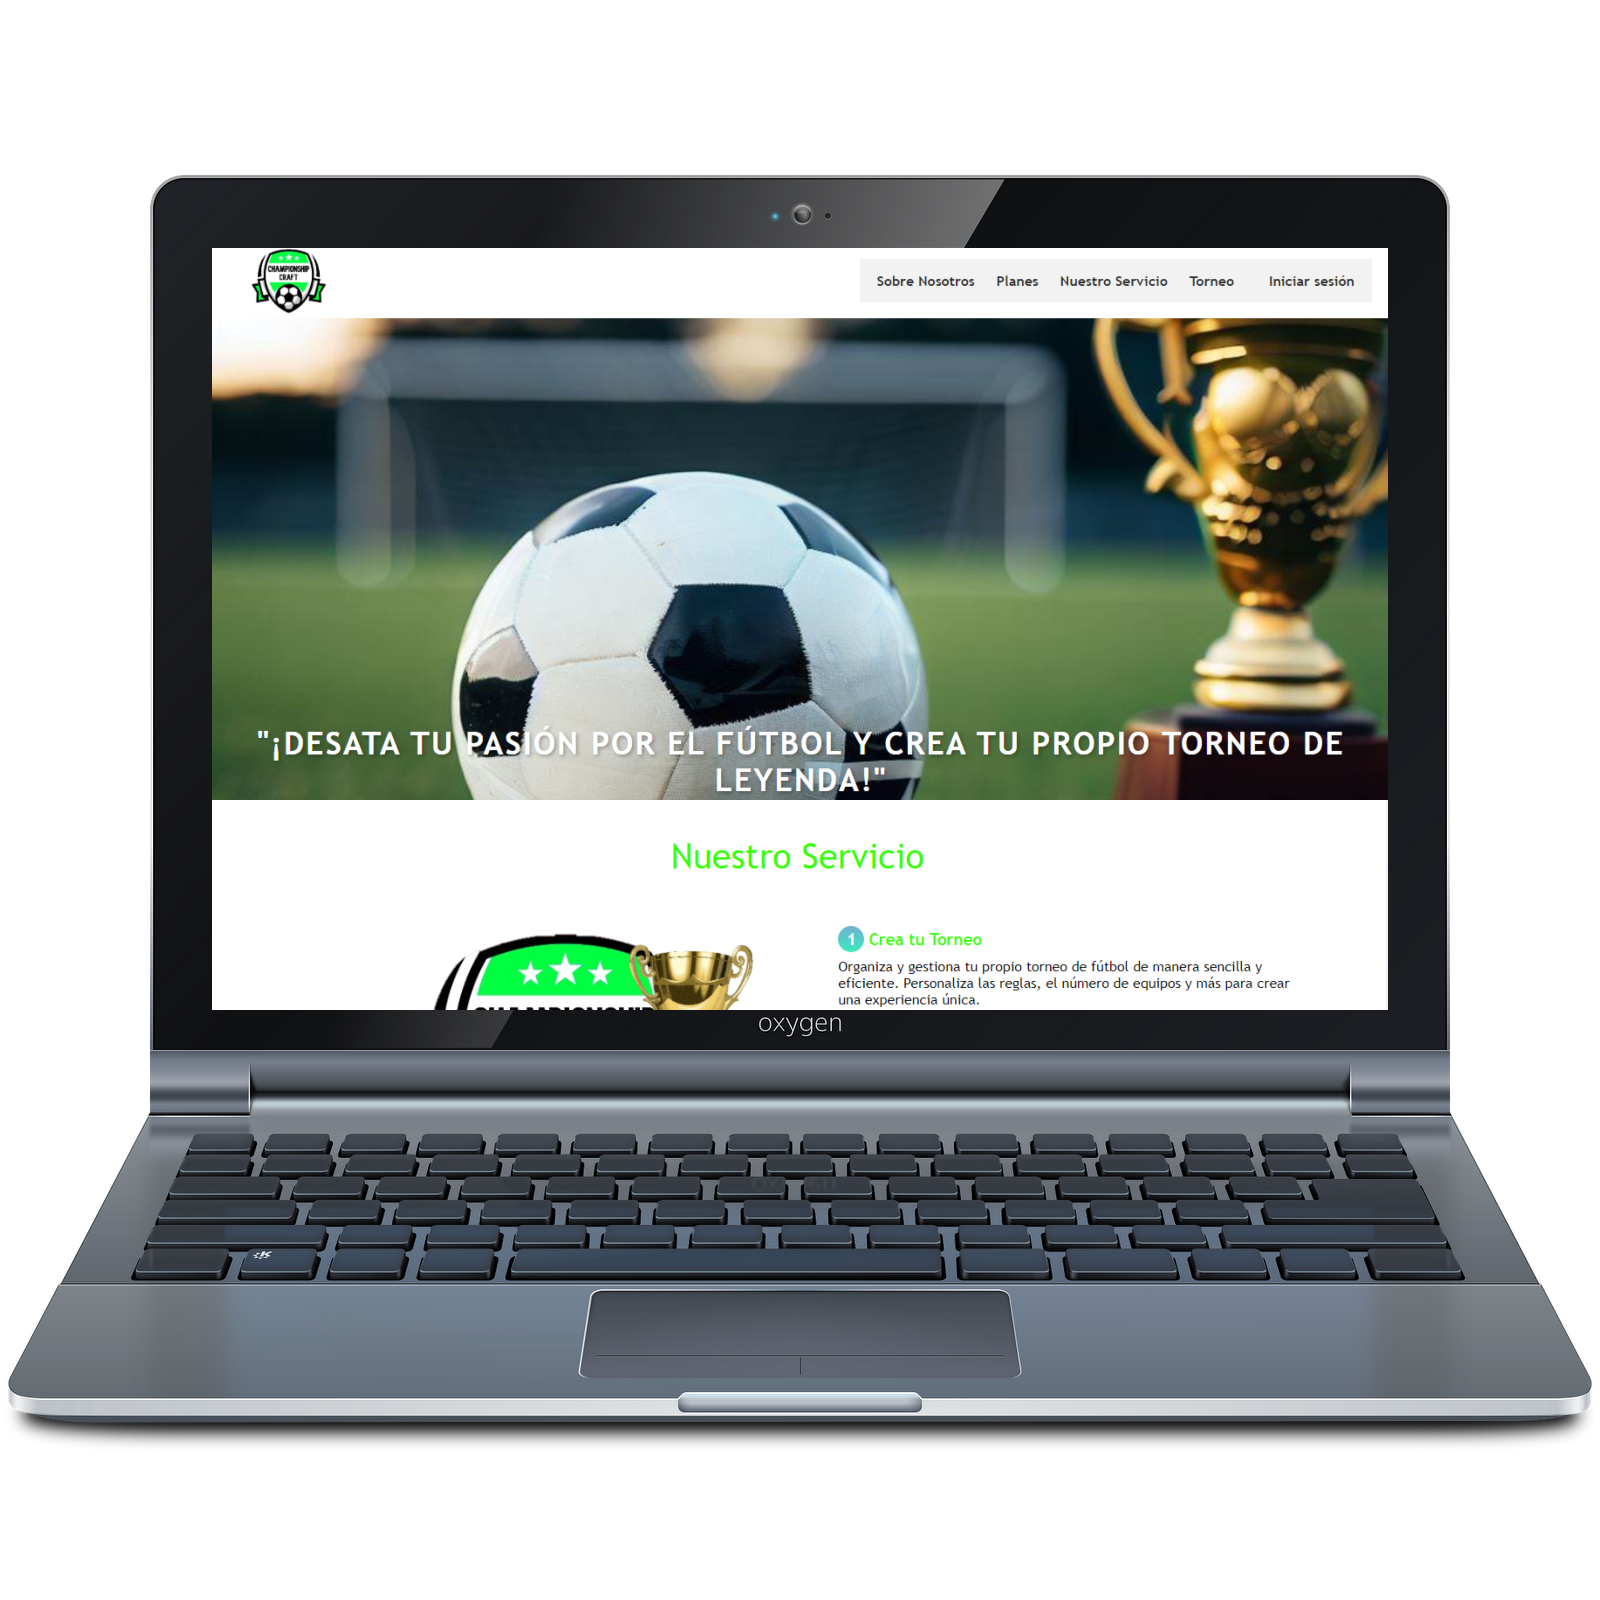 CHAMPIONSHIP
CRAFT
Sobre Nosotros Planes Nuestro Servicio Torneo Iniciar sesión
"¡DESATA TU PASIÓN POR EL FÚTBOL Y CREA TU PROPIO TORNEO DE
LEYENDA!"
Nuestro Servicio
1 Crea tu Torneo
Organiza y gestiona tu propio torneo de fútbol de manera sencilla y
eficiente. Personaliza las reglas, el número de equipos y más para crear
una experiencia única.
oxygen